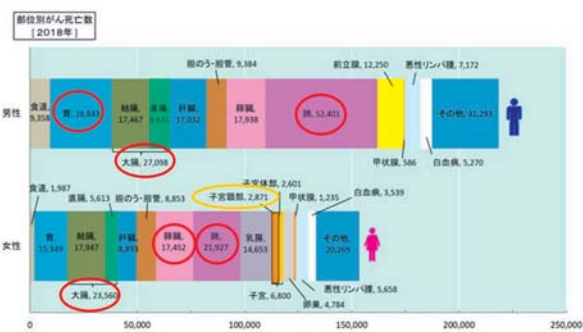 部位別がん死亡数
[2018年]
胆のう・胆管, 9,384
前立腺, 12,250
悪性リンパ腫, 7,172
男性
食道,
9,358
胃, 28,843
結腸,
17,467
直腸,
肝臓,
17,032
膵臓,
17,938
肺, 52,401
その他, 31,293
大腸, 27,098
甲状腺, 586
白血病, 5,270
食道, 1,987
直腸, 5,613
胆のう・胆管, 8,853
子宮体部, 2,601
子宮頸部, 2,871
甲状腺, 1,235
白血病, 3,539
女性
胃,
15,349
結腸,
17,947
肝臓,
膵臓,
17,452
肺,
21,927
乳房,
14,653
その他,
20,269
大腸, 23,560
子宮, 6,800
卵巣, 4,784
悪性リンパ腫, 5,658
0
50,000
100,000
150,000
200,000
250,000